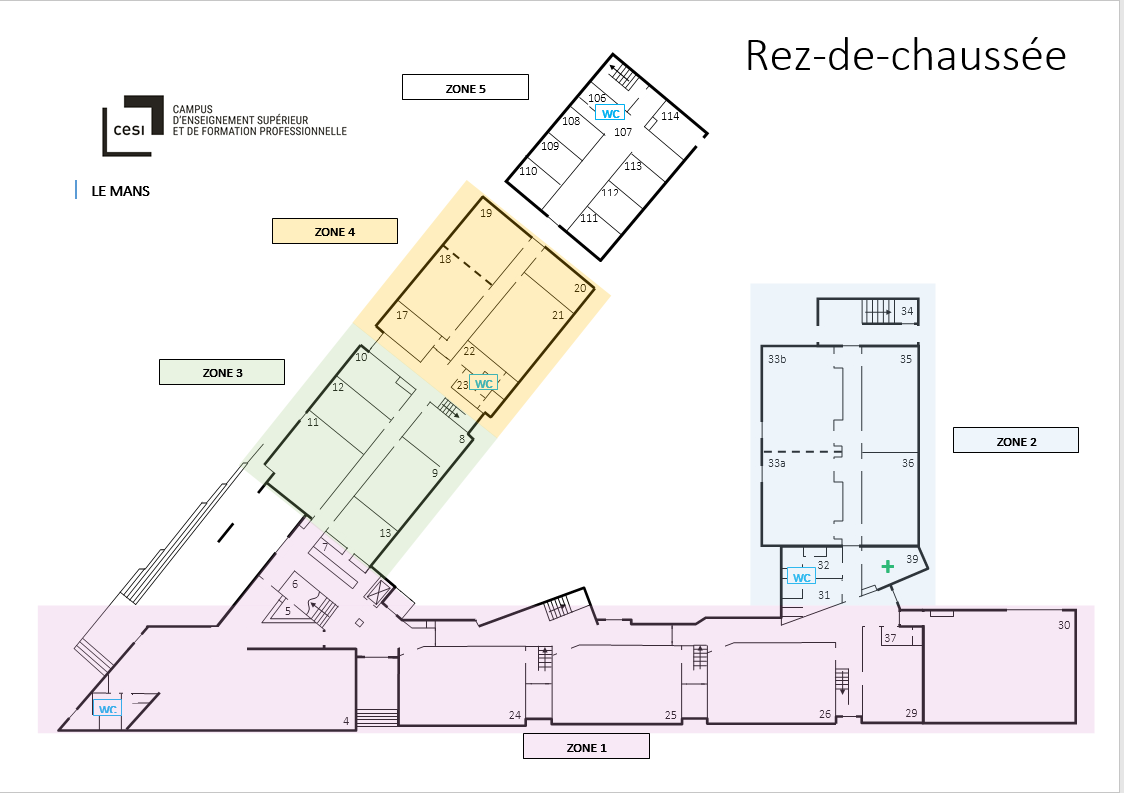 Rez-de-chaussée
ZONE 5
cesi
CAMPUS
D'ENSEIGNEMENT SUPÉRIEUR
ET DE FORMATION PROFESSIONNELLE
LE MANS
106
WC
114
108
107
109
113
110
112
111
ZONE 4
19
18
20
17
21
22
23
WC
ZONE 3
10
12
11
8
9
13
34
33b
35
ZONE 2
33a
36
39
32
WC
31
7
6
5
30
37
WC
4
24
25
26
29
ZONE 1